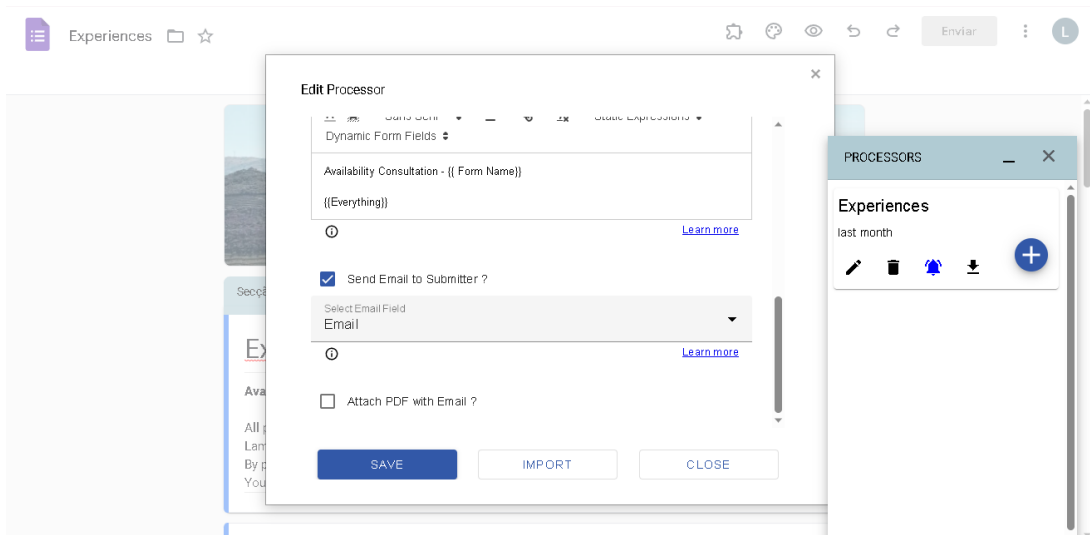 Experiences
Enviar
L
Edit Processor
Sans Serif
Static Expressions
Dynamic Form Fields
Availability Consultation - {{ Form Name}}
{{Everything}}
Learn more
Send Email to Submitter ?
Select Email Field
Email
Learn more
Attach PDF with Email ?
SAVE
IMPORT
CLOSE
PROCESSORS
Experiences
last month
Secçã
Ex
Ava
All p
Lam
By p
You